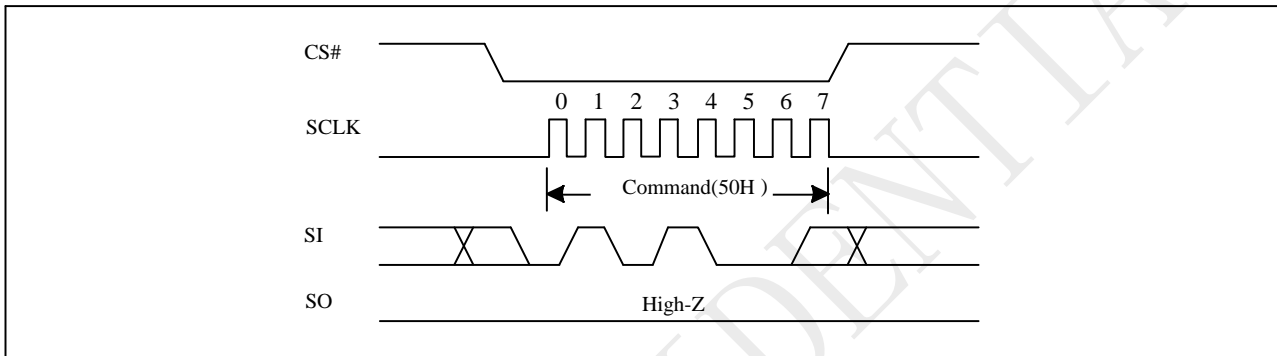 CS#
0 1 2 3 4 5 6 7
SCLK
Command(50H )
SI
SO
High-Z